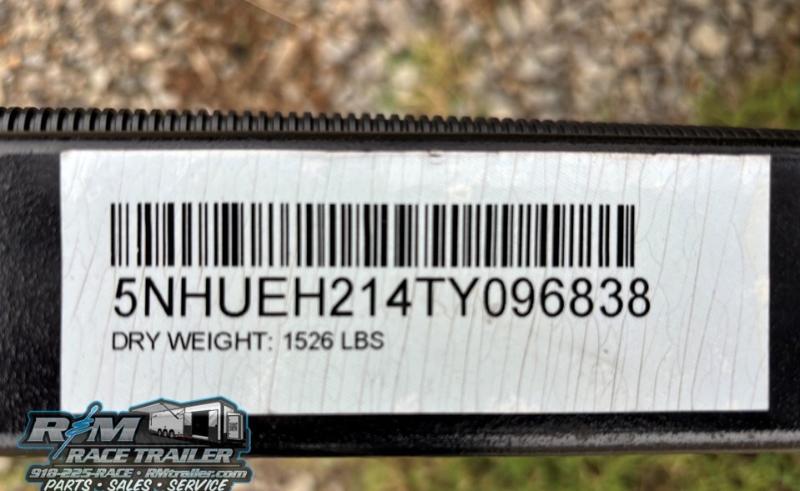 5NHUEH214TY096838
DRY WEIGHT: 1526 LBS
R&M
RACE TRAILER
918-225-RACE • RMtrailer.com
PARTS • SALES • SERVICE